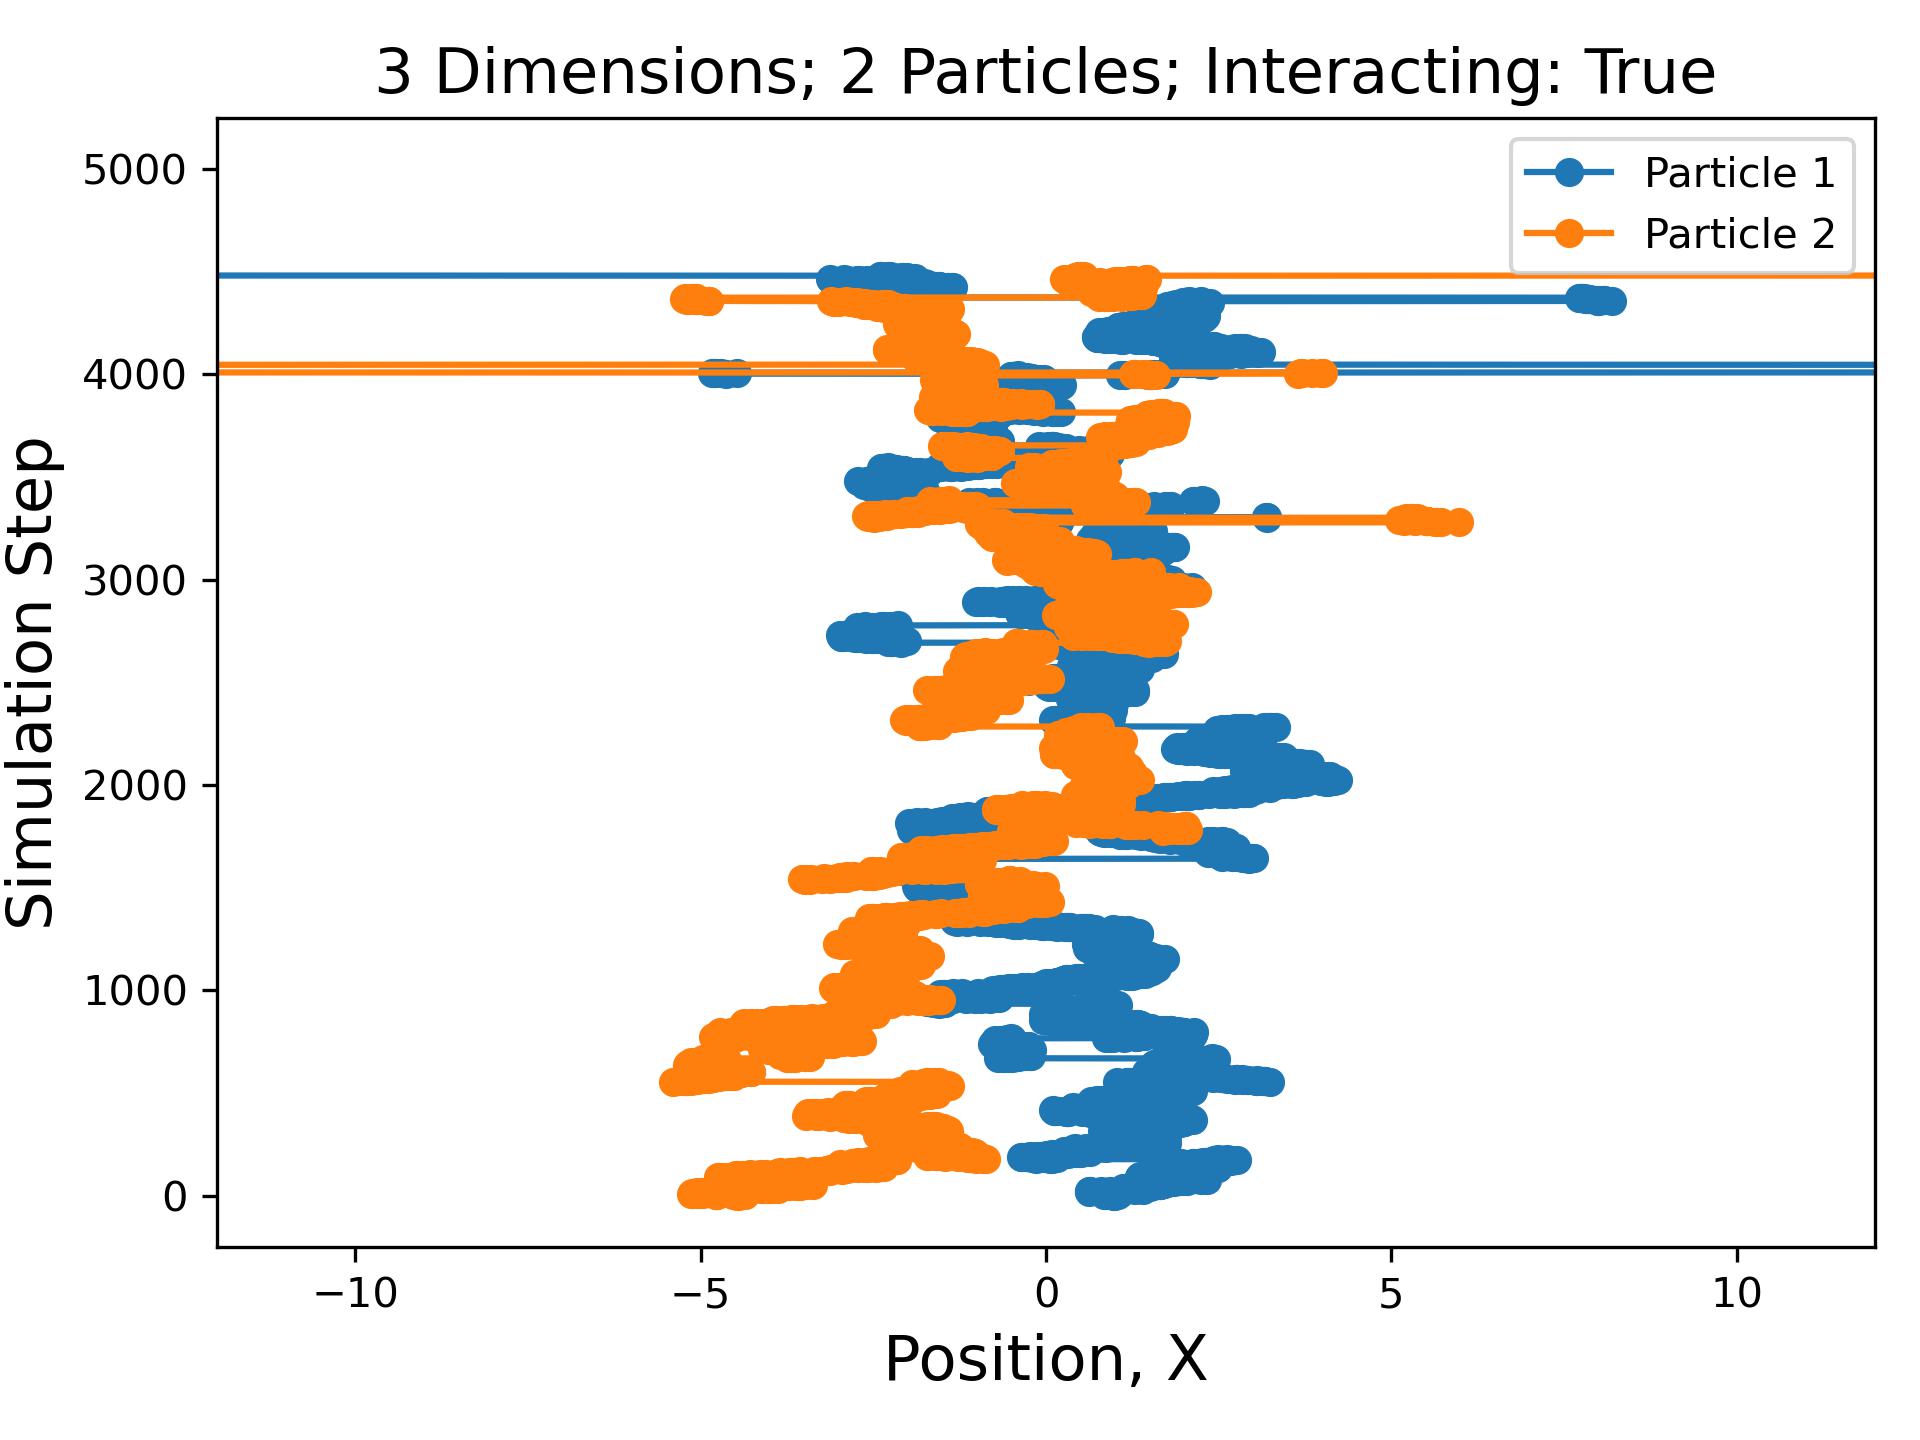 3 Dimensions; 2 Particles; Interacting: True
Particle 1
Particle 2
Simulation Step
5000
4000
3000
2000
1000
0
−10
−5
0
5
10
Position, X